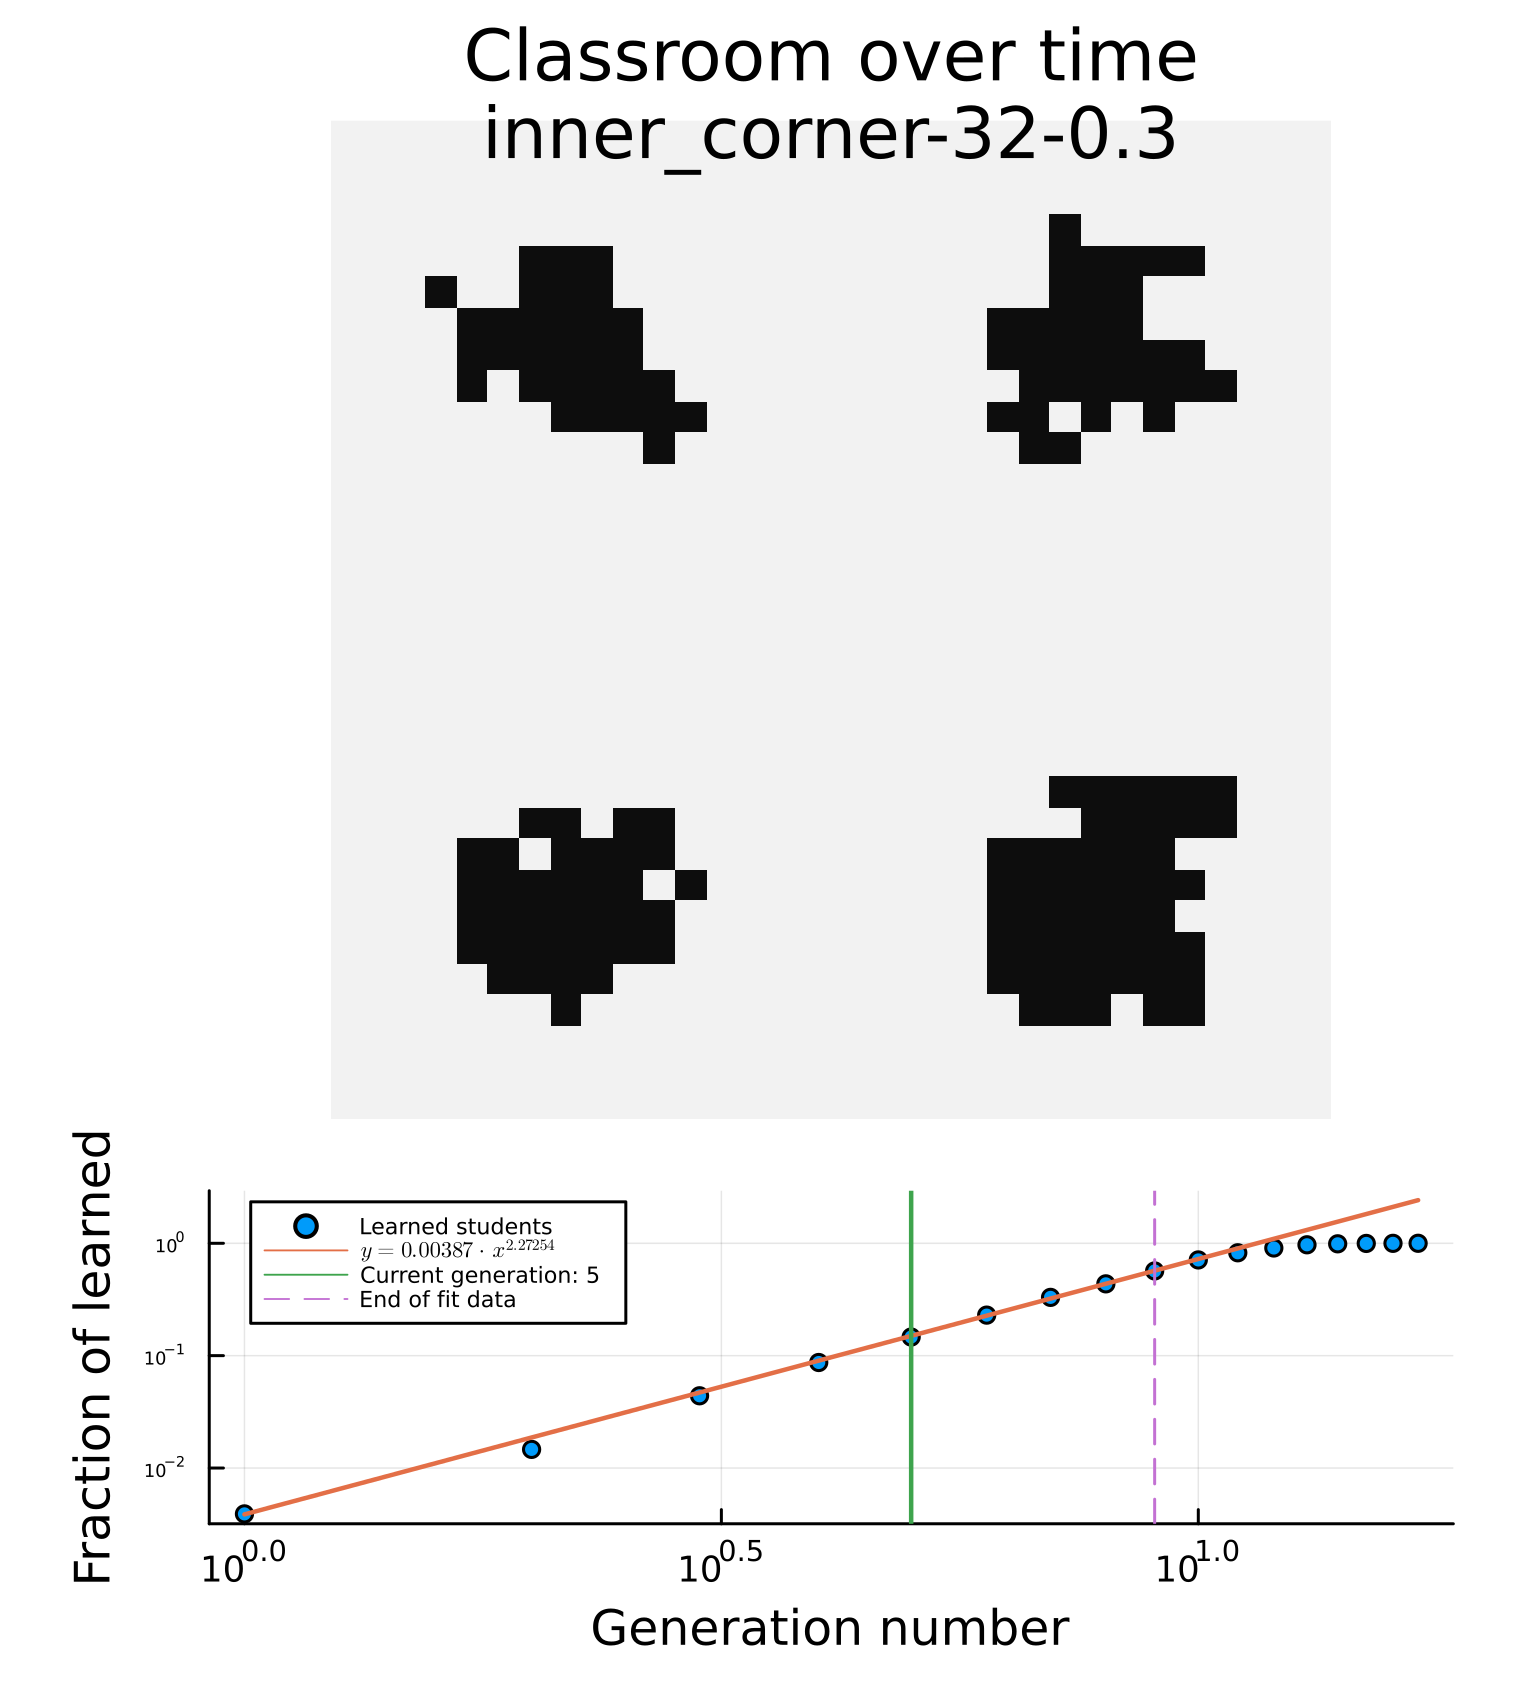 Classroom over time
inner_corner-32-0.3
Fraction of learned
10⁰
10⁻¹
10⁻²
Learned students
y = 0.00387 · x^2.27254
Current generation: 5
End of fit data
10^0.0
10^0.5
10^1.0
Generation number